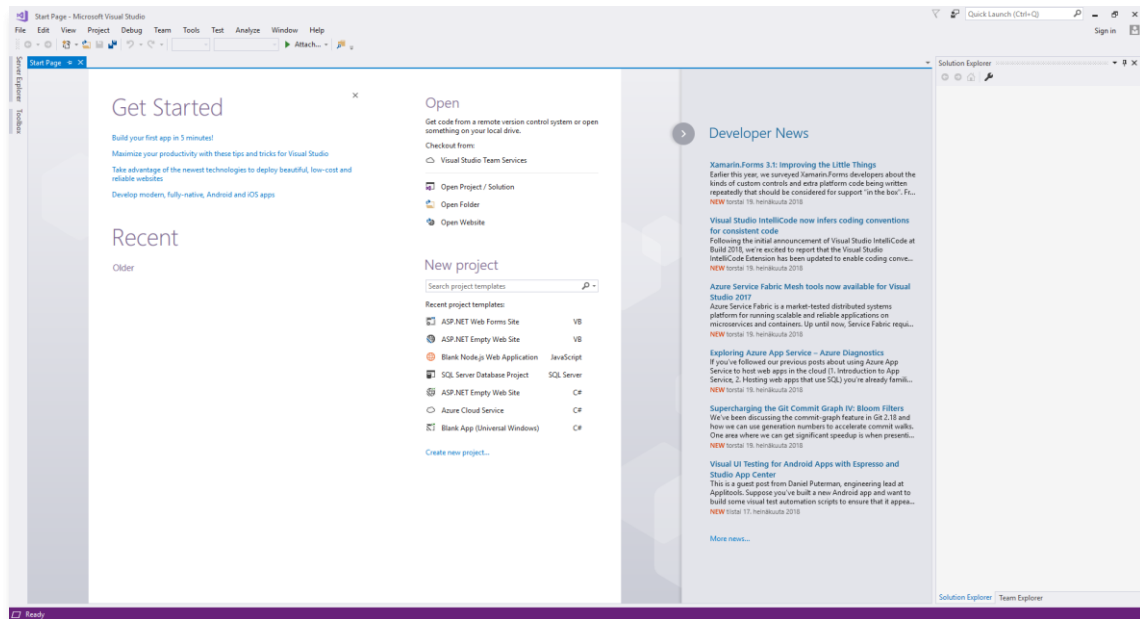 Start Page - Microsoft Visual Studio
Quick Launch (Ctrl+Q)
File Edit View Project Debug Team Tools Test Analyze Window Help
Sign in
Attach...
Server Explorer
Toolbox
Start Page
Get Started
Build your first app in 5 minutes!
Maximize your productivity with these tips and tricks for Visual Studio
Take advantage of the newest technologies to deploy beautiful, low-cost and
reliable websites
Develop modern, fully-native, Android and iOS apps
Recent
Older
Open
Get code from a remote version control system or open
something on your local drive.
Checkout from:
Visual Studio Team Services
Open Project / Solution
Open Folder
Open Website
New project
Search project templates
Recent project templates:
ASP.NET Web Forms Site VB
ASP.NET Empty Web Site VB
Blank Node.js Web Application JavaScript
SQL Server Database Project SQL Server
ASP.NET Empty Web Site C#
Azure Cloud Service C#
Blank App (Universal Windows) C#
Create new project...
Developer News
Xamarin.Forms 3.1: Improving the Little Things
Earlier this year, we surveyed Xamarin.Forms developers about the
kinds of custom controls and extra platform code being written
repeatedly that should be considered for support "in the box". Fr...
NEW torstai 19. heinäkuuta 2018
Visual Studio IntelliCode now infers coding conventions
for consistent code
Following the initial announcement of Visual Studio IntelliCode at
Build 2018, we're excited to report that the Visual Studio
IntelliCode Extension has been updated to enable coding conve...
NEW torstai 19. heinäkuuta 2018
Azure Service Fabric Mesh tools now available for Visual
Studio 2017
Azure Service Fabric is a market-tested distributed systems
platform for running scalable and reliable applications on
microservices and containers. Up until now, Service Fabric requi...
NEW torstai 19. heinäkuuta 2018
Exploring Azure App Service – Azure Diagnostics
If you've followed our previous posts about using Azure App
Service to host web apps in the cloud (1. Introduction to App
Service, 2. Hosting web apps that use SQL) you're already famili...
NEW torstai 19. heinäkuuta 2018
Supercharging the Git Commit Graph IV: Bloom Filters
We've been discussing the commit-graph feature in Git 2.18 and
how we can use generation numbers to accelerate commit walks.
One area where we can get significant speedup is when presenti...
NEW torstai 19. heinäkuuta 2018
Visual UI Testing for Android Apps with Espresso and
Studio App Center
This is a guest post from Daniel Puterman, engineering lead at
Applitools. Suppose you've built a new Android app and want to
build some visual test automation scripts to ensure that it appea...
NEW tiistai 17. heinäkuuta 2018
More news...
Solution Explorer
Solution Explorer Team Explorer
Ready